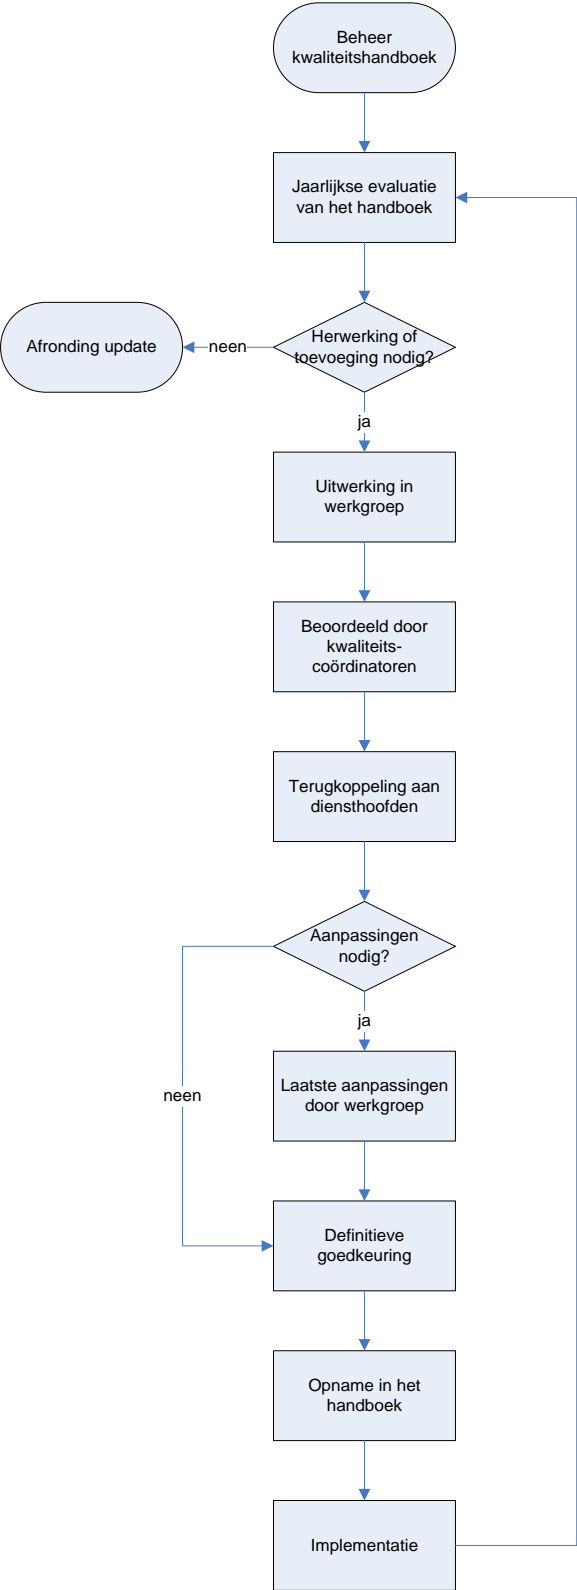 Beheer
kwaliteitshandboek
Jaarlijkse evaluatie
van het handboek
Herwerking of
toevoeging nodig?
neen
Afronding update
ja
Uitwerking in
werkgroep
Beoordeeld door
kwaliteits-
coördinatoren
Terugkoppeling aan
diensthoofden
Aanpassingen
nodig?
ja
Laatste aanpassingen
door werkgroep
neen
Definitieve
goedkeuring
Opname in het
handboek
Implementatie